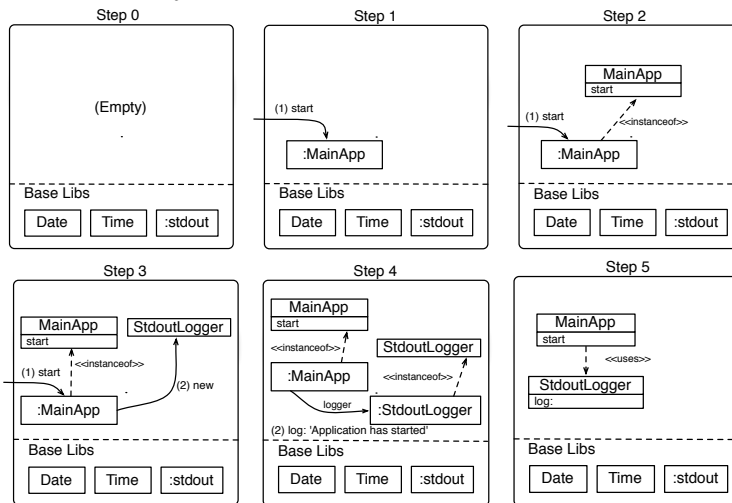 Step 0
(Empty)
Base Libs
Date
Time
:stdout
Step 1
(1) start
:MainApp
Base Libs
Date
Time
:stdout
Step 2
MainApp
start
(1) start
<<instanceof>>
:MainApp
Base Libs
Date
Time
:stdout
Step 3
MainApp
start
StdoutLogger
<<instanceof>>
(1) start
(2) new
:MainApp
Base Libs
Date
Time
:stdout
Step 4
MainApp
start
<<instanceof>>
StdoutLogger
:MainApp
<<instanceof>>
logger
:StdoutLogger
(2) log: 'Application has started'
Base Libs
Date
Time
:stdout
Step 5
MainApp
start
<<uses>>
StdoutLogger
log:
Base Libs
Date
Time
:stdout